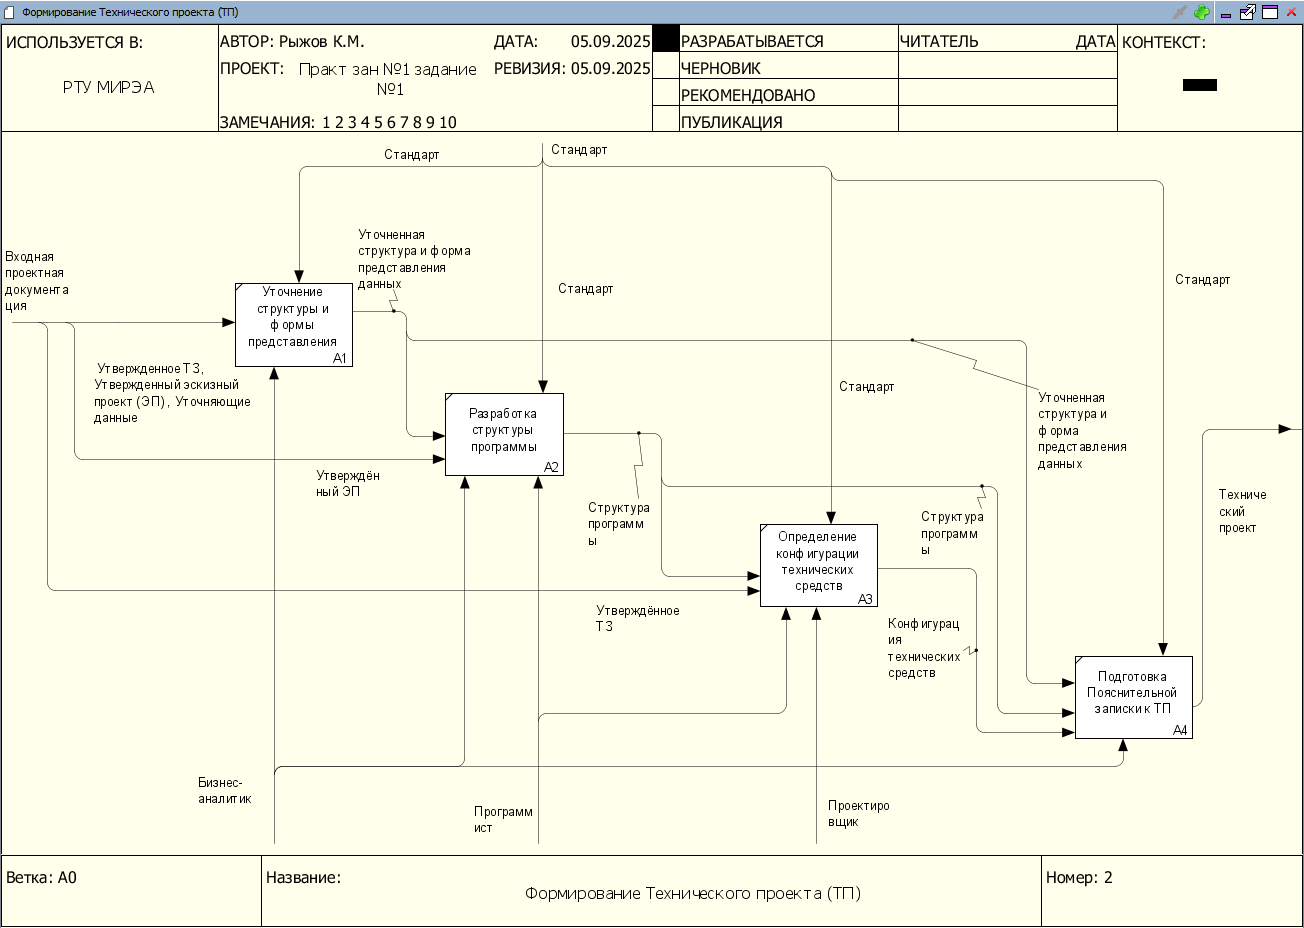 Формирование Технического проекта (ТП)
ИСПОЛЬЗУЕТСЯ В:
РТУ МИРЭА
АВТОР: Рыжов К.М.
ДАТА: 05.09.2025
ПРОЕКТ: Практ зан №1 задание
№1
РЕВИЗИЯ: 05.09.2025
ЗАМЕЧАНИЯ: 1 2 3 4 5 6 7 8 9 10
РАЗРАБАТЫВАЕТСЯ
ЧЕРНОВИК
РЕКОМЕНДОВАНО
ПУБЛИКАЦИЯ
ЧИТАТЕЛЬ
ДАТА
КОНТЕКСТ:
Стандарт
Стандарт
Уточненная
структура и форма
представления
данных
Входная
проектная
документа
ция
Уточнение
структуры и
формы
представления
A1
Стандарт
Стандарт
Утвержденное ТЗ,
Утвержденный эскизный
проект (ЭП), Уточняющие
данные
Стандарт
Уточненная
структура и
форма
представления
данных
Разработка
структуры
программы
A2
Утверждён
ный ЭП
Структура
программ
ы
Структура
программ
ы
Техниче
ский
проект
Определение
конфигурации
технических
средств
A3
Утверждённое
ТЗ
Конфигурац
ия
технических
средств
Подготовка
Пояснительной
записки к ТП
A4
Бизнес-
аналитик
Программ
ист
Проектиро
вщик
Ветка: A0
Название:
Формирование Технического проекта (ТП)
Номер: 2